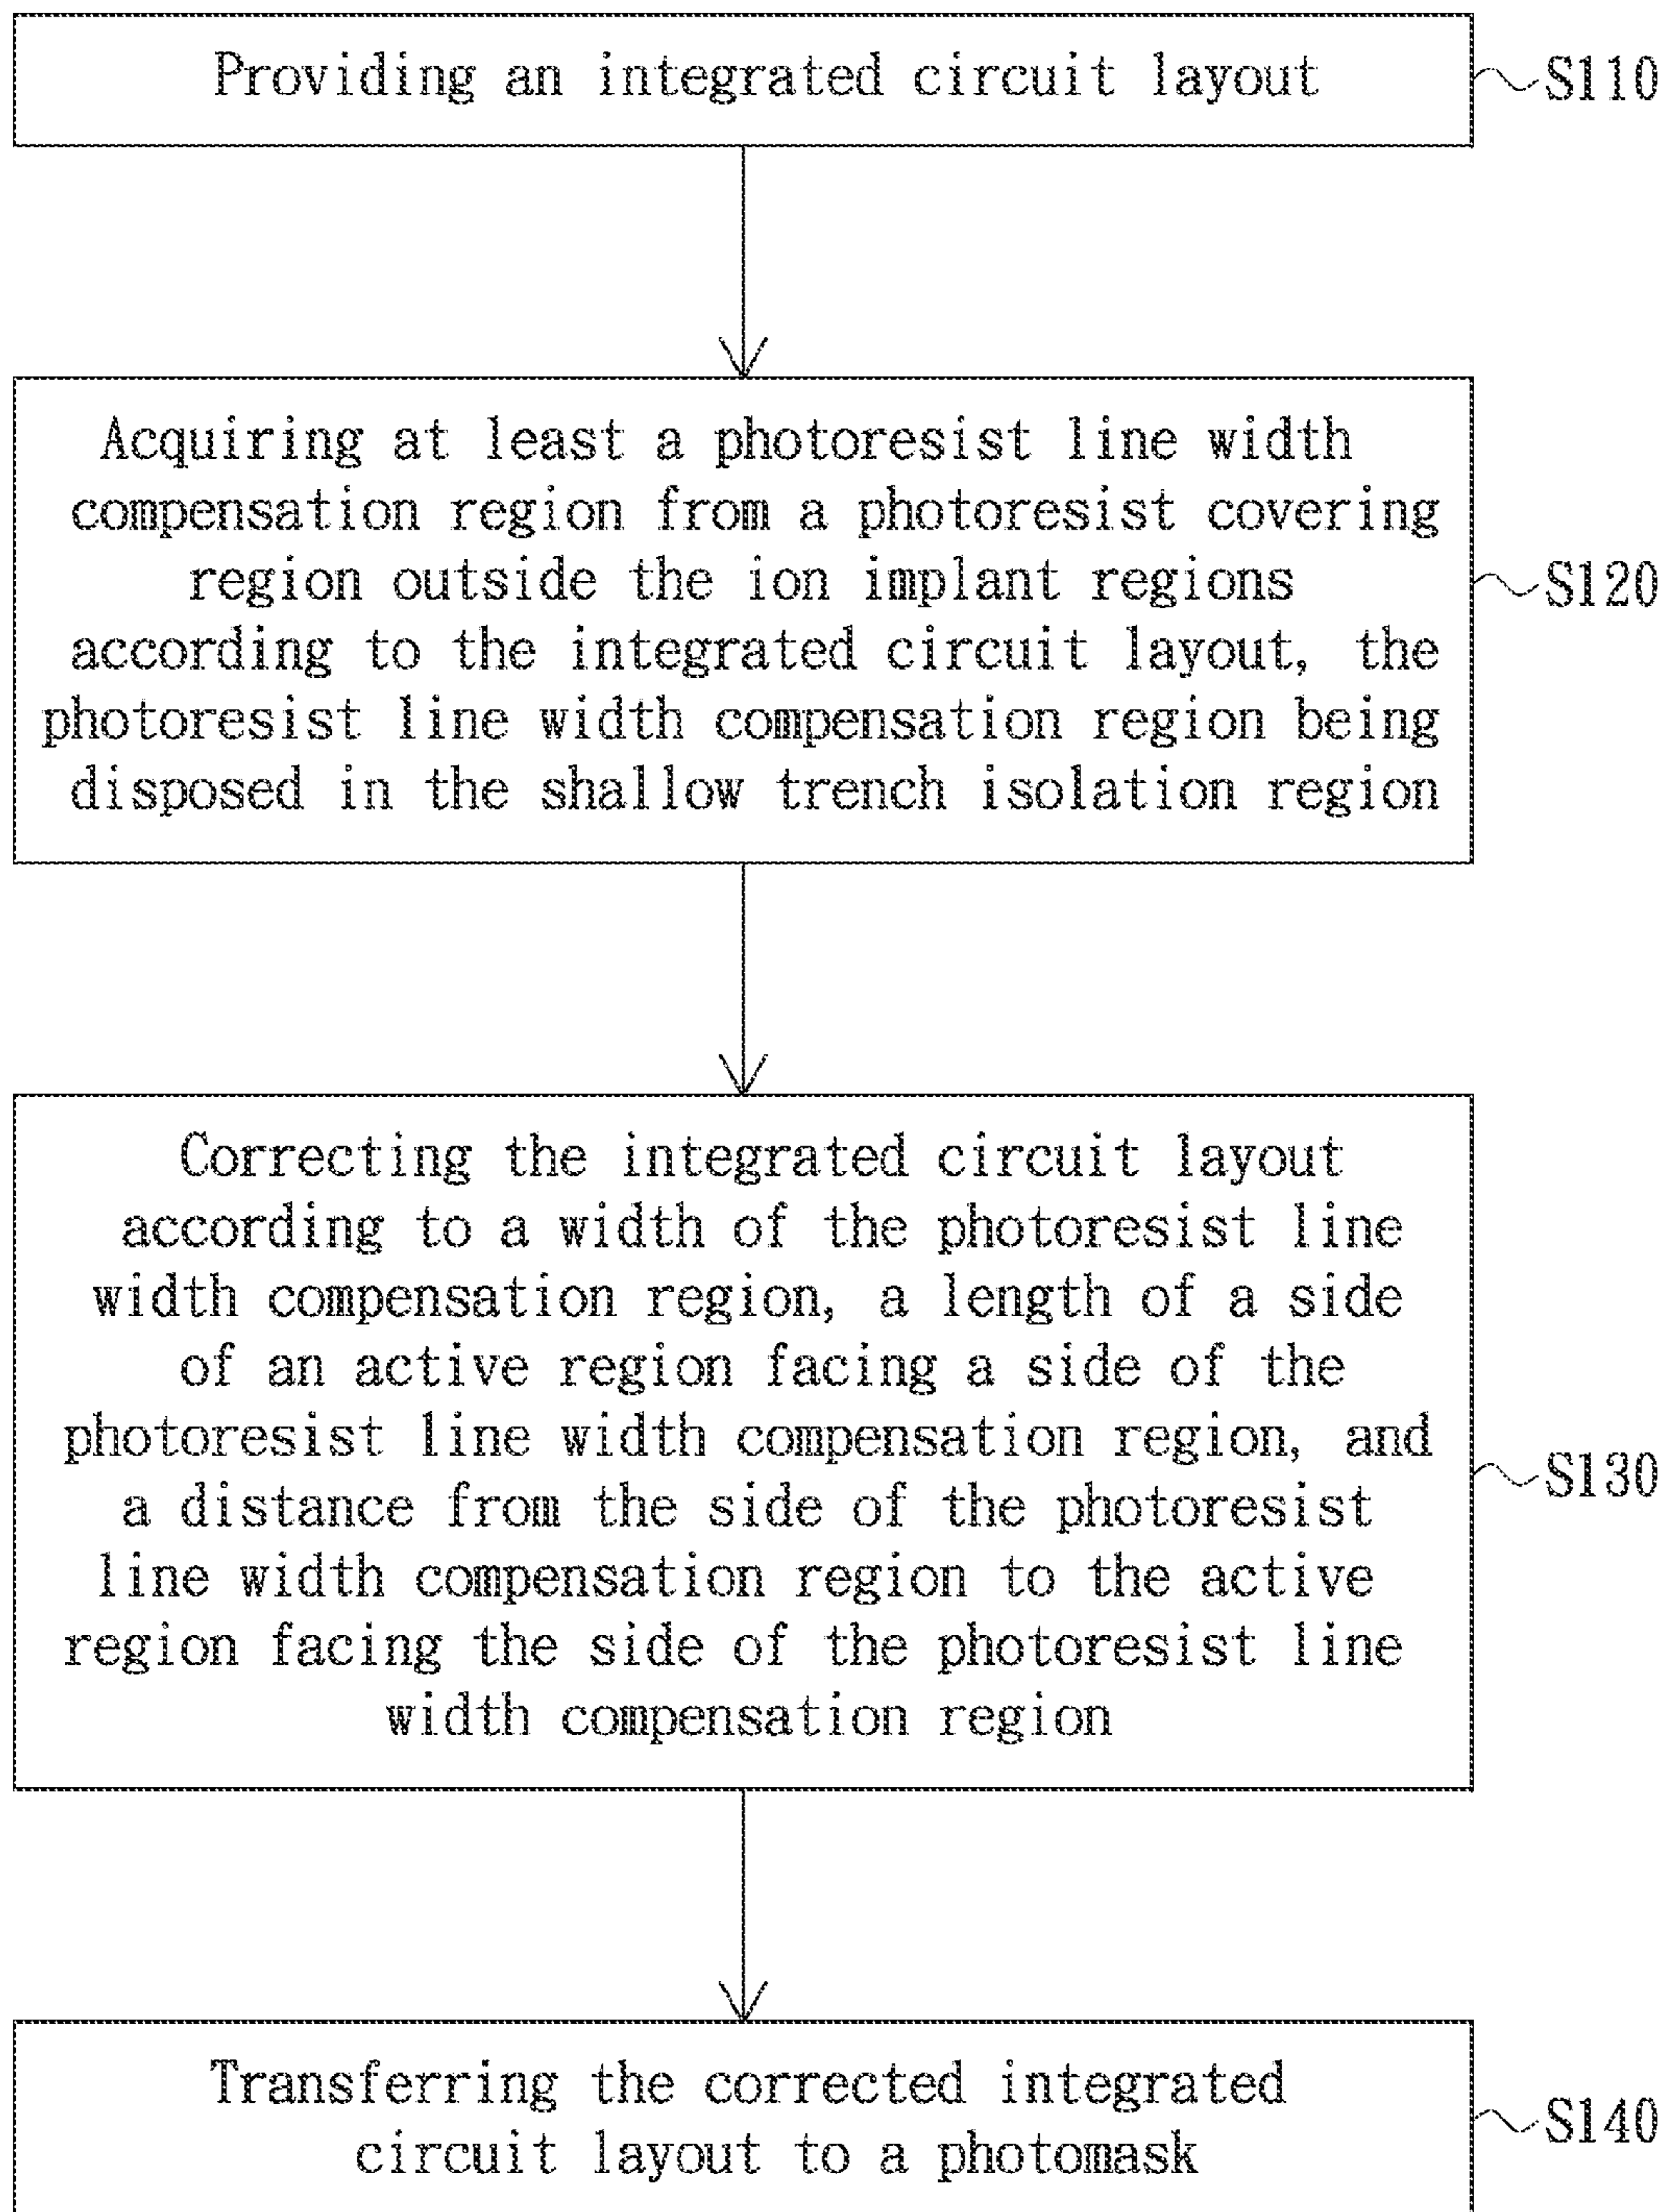 Providing an integrated circuit layout
S110
Acquiring at least a photoresist line width
compensation region from a photoresist covering
region outside the ion implant regions
according to the integrated circuit layout, the
photoresist line width compensation region being
disposed in the shallow trench isolation region
S120
Correcting the integrated circuit layout
according to a width of the photoresist line
width compensation region, a length of a side
of an active region facing a side of the
photoresist line width compensation region, and
a distance from the side of the photoresist
line width compensation region to the active
region facing the side of the photoresist line
width compensation region
S130
Transferring the corrected integrated
circuit layout to a photomask
S140